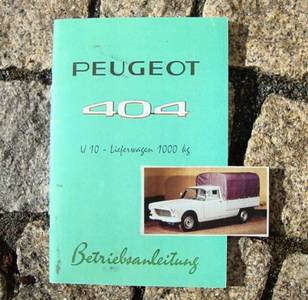 PEUGEOT
404
U 10 - Lieferwagen 1000 kg
Betriebsanleitung